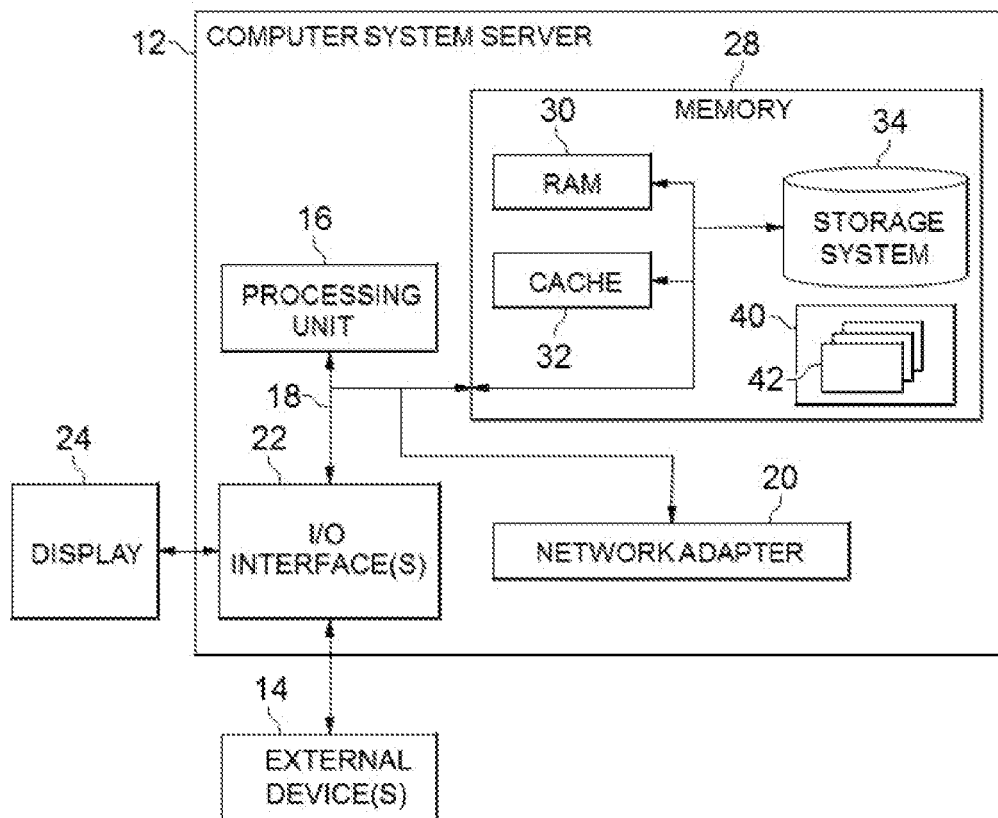 12
COMPUTER SYSTEM SERVER
28
MEMORY
30
RAM
34
STORAGE
SYSTEM
16
PROCESSING
UNIT
CACHE
32
40
42
18
24
22
20
DISPLAY
I/O
INTERFACE(S)
NETWORK ADAPTER
14
EXTERNAL
DEVICE(S)